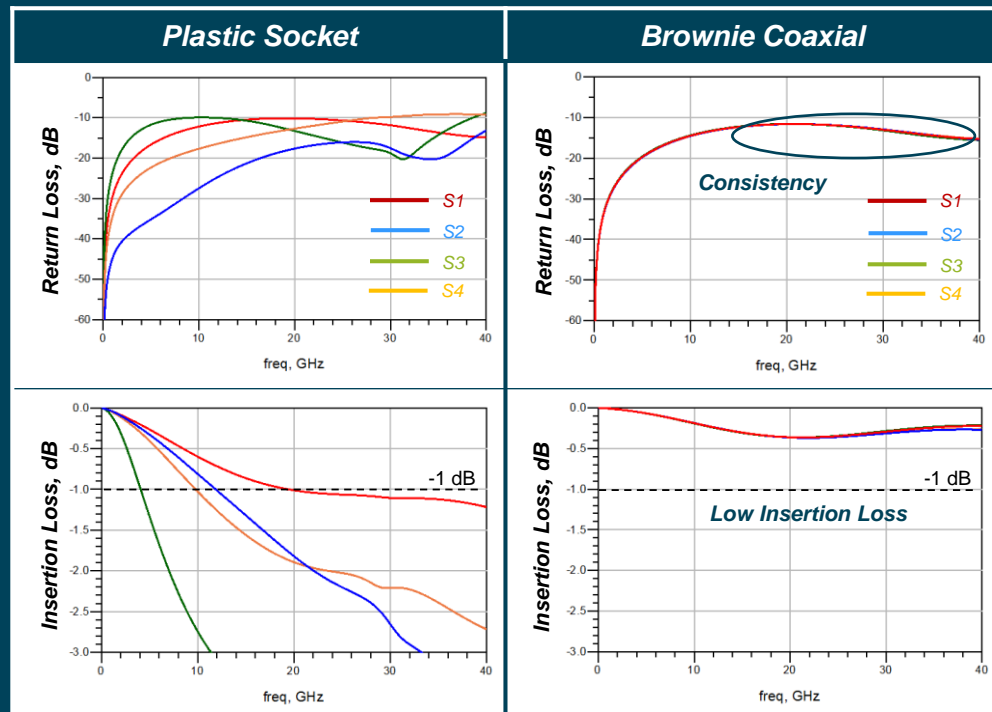 Plastic Socket
Brownie Coaxial
Return Loss, dB
0
-10
-20
-30
-40
-50
-60
S1
S2
S3
S4
0
10
20
30
40
freq, GHz
Return Loss, dB
0
-10
-20
-30
-40
-50
-60
Consistency
S1
S2
S3
S4
0
10
20
30
40
freq, GHz
Insertion Loss, dB
0.0
-0.5
-1.0
-1.5
-2.0
-2.5
-3.0
-1 dB
0
10
20
30
40
freq, GHz
Insertion Loss, dB
0.0
-0.5
-1.0
-1.5
-2.0
-2.5
-3.0
-1 dB
Low Insertion Loss
0
10
20
30
40
freq, GHz